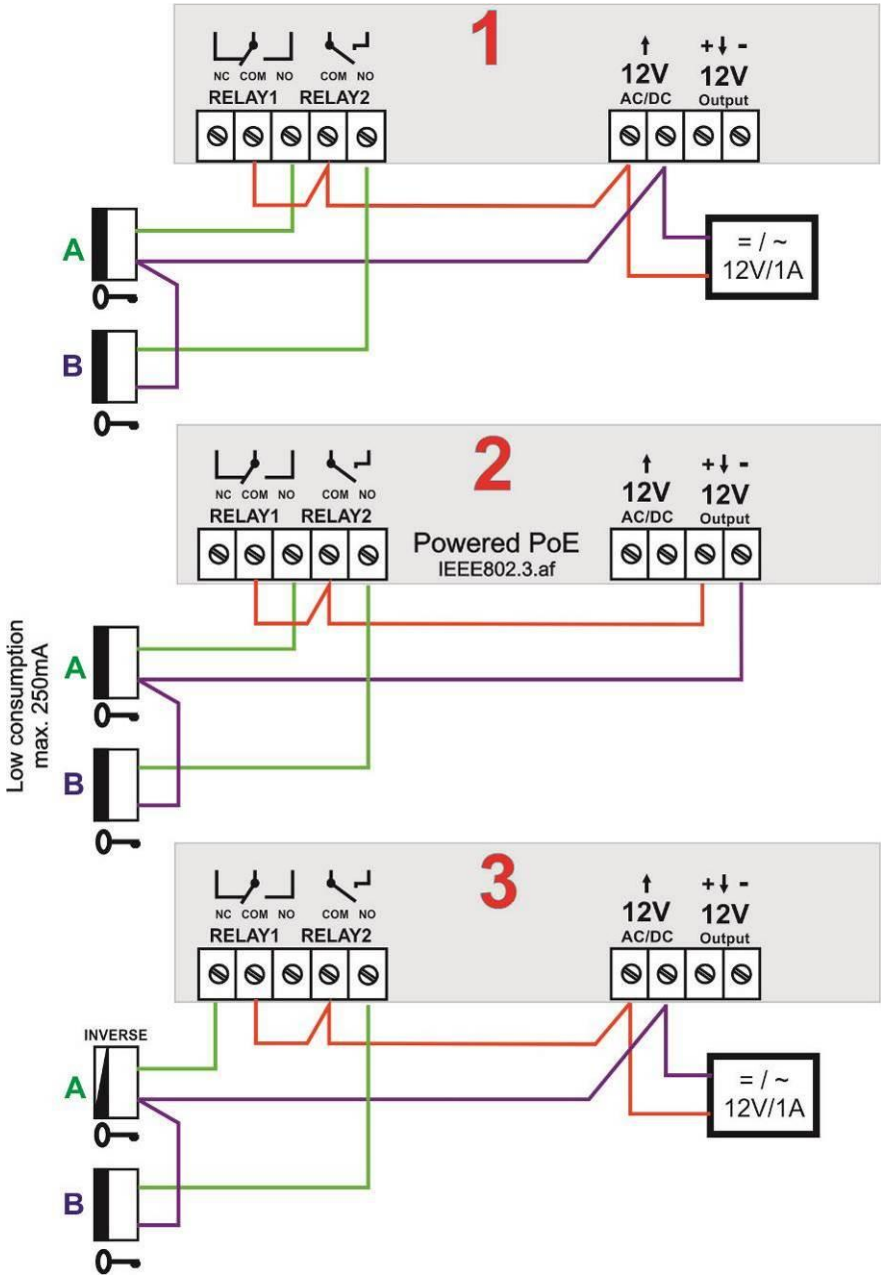 1
NC COM NO COM NO
RELAY1 RELAY2
12V 12V
+ -
AC/DC Output
A
= / ~
12V/1A
B
2
NC COM NO COM NO
RELAY1 RELAY2
Powered PoE
IEEE802.3.af
+ -
12V 12V
AC/DC Output
Low consumption
max. 250mA
A
B
3
NC COM NO COM NO
RELAY1 RELAY2
+ -
12V 12V
AC/DC Output
INVERSE
A
= / ~
12V/1A
B